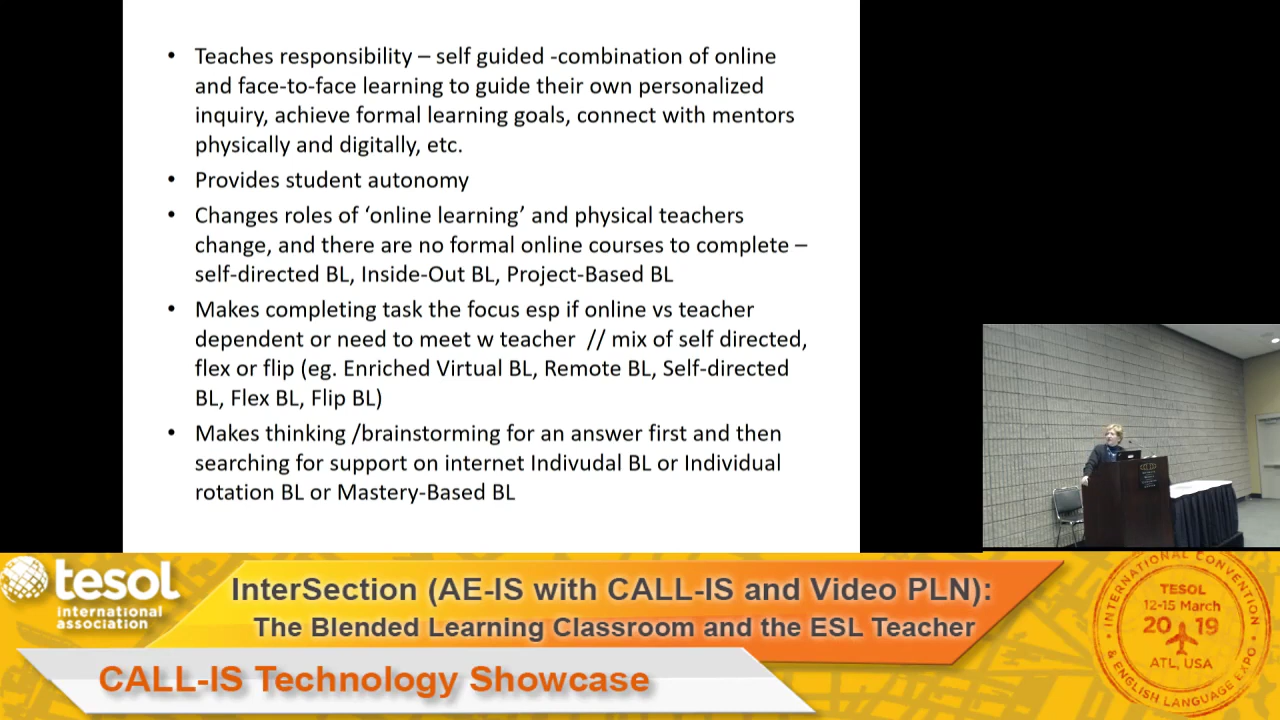 • Teaches responsibility – self guided -combination of online
and face-to-face learning to guide their own personalized
inquiry, achieve formal learning goals, connect with mentors
physically and digitally, etc.
• Provides student autonomy
• Changes roles of ‘online learning’ and physical teachers
change, and there are no formal online courses to complete –
self-directed BL, Inside-Out BL, Project-Based BL
• Makes completing task the focus esp if online vs teacher
dependent or need to meet w teacher // mix of self directed,
flex or flip (eg. Enriched Virtual BL, Remote BL, Self-directed
BL, Flex BL, Flip BL)
• Makes thinking /brainstorming for an answer first and then
searching for support on internet Indivudal BL or Individual
rotation BL or Mastery-Based BL
tesol
international
association
InterSection (AE-IS with CALL-IS and Video PLN):
The Blended Learning Classroom and the ESL Teacher
CALL-IS Technology Showcase
INTERNATIONAL CONVENTION
TESOL
12-15 March
20 19
ATL, USA
& ENGLISH LANGUAGE EXPO